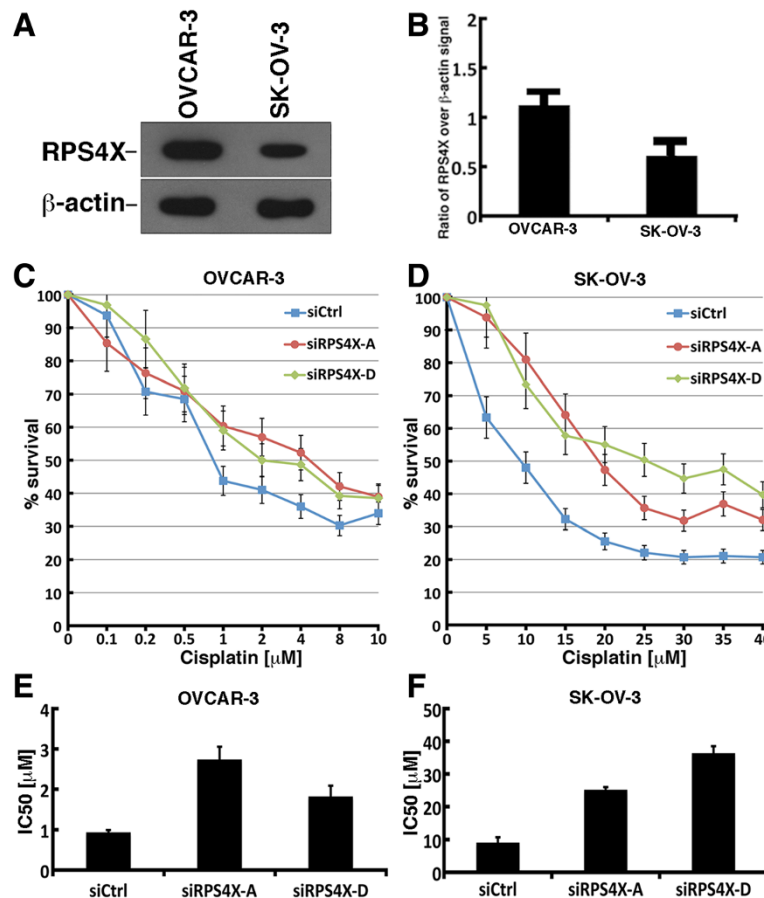 A
OVCAR-3
SK-OV-3
RPS4X–
β-actin–
B
Ratio of RPS4X over β-actin signal
2
1.5
1
0.5
0
OVCAR-3
SK-OV-3
C
OVCAR-3
100
90
80
70
60
50
40
30
20
10
0
% survival
siCtrl
siRPS4X-A
siRPS4X-D
0 0.1 0.2 0.5 1 2 4 8 10
Cisplatin [µM]
D
SK-OV-3
100
90
80
70
60
50
40
30
20
10
0
% survival
siCtrl
siRPS4X-A
siRPS4X-D
0 5 10 15 20 25 30 35 40
Cisplatin [µM]
E
OVCAR-3
4
3
2
1
0
IC50 [µM]
siCtrl siRPS4X-A siRPS4X-D
F
SK-OV-3
50
40
30
20
10
0
IC50 [µM]
siCtrl siRPS4X-A siRPS4X-D